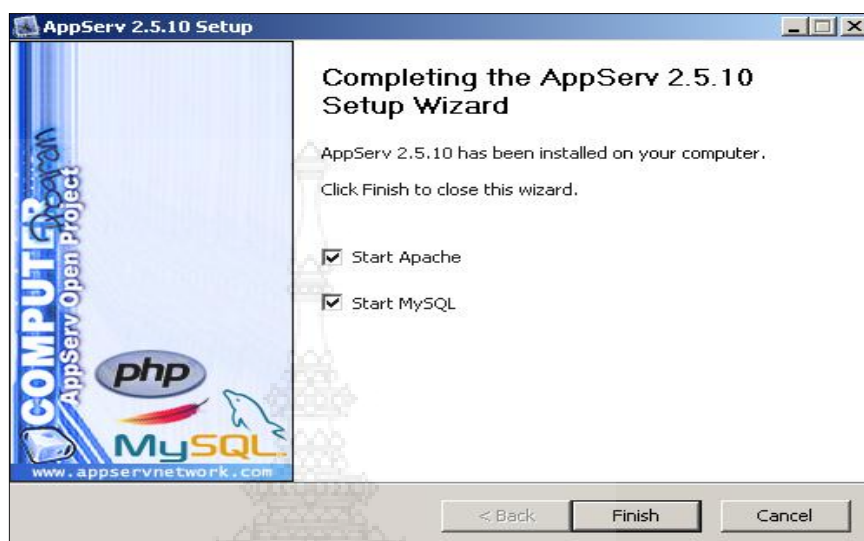 AppServ 2.5.10 Setup
Completing the AppServ 2.5.10
Setup Wizard
AppServ 2.5.10 has been installed on your computer.
Click Finish to close this wizard.
Start Apache
Start MySQL
COMPUTER
Program
AppServ Open Project
php
MySQL
www.appservnetwork.com
< Back
Finish
Cancel